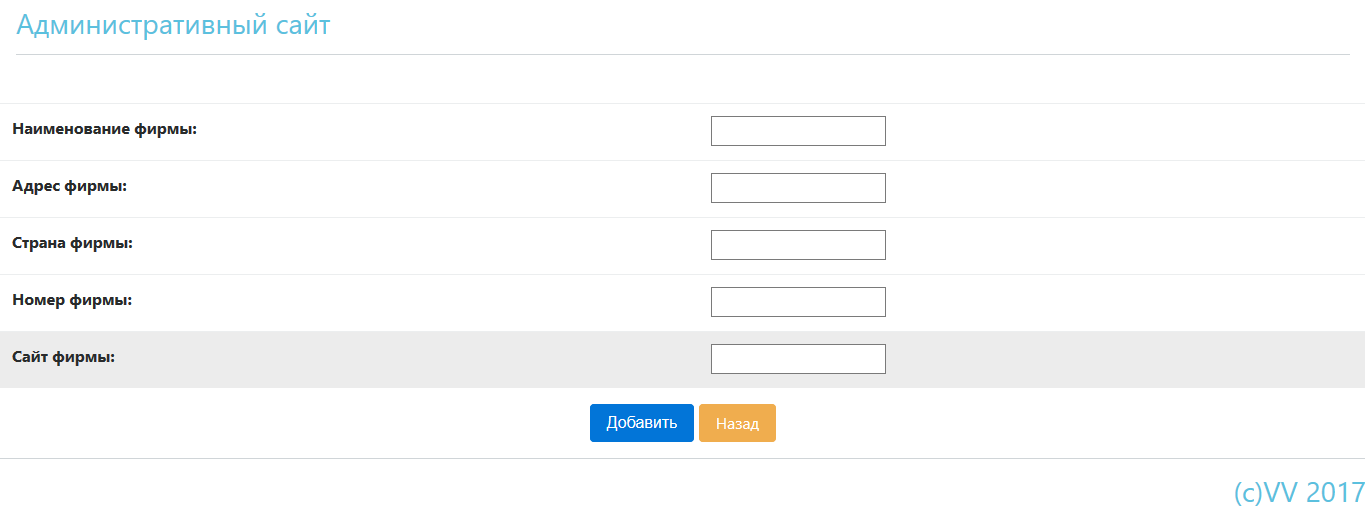 Административный сайт
Наименование фирмы:
Адрес фирмы:
Страна фирмы:
Номер фирмы:
Сайт фирмы:
Добавить Назад
(c)VV 2017